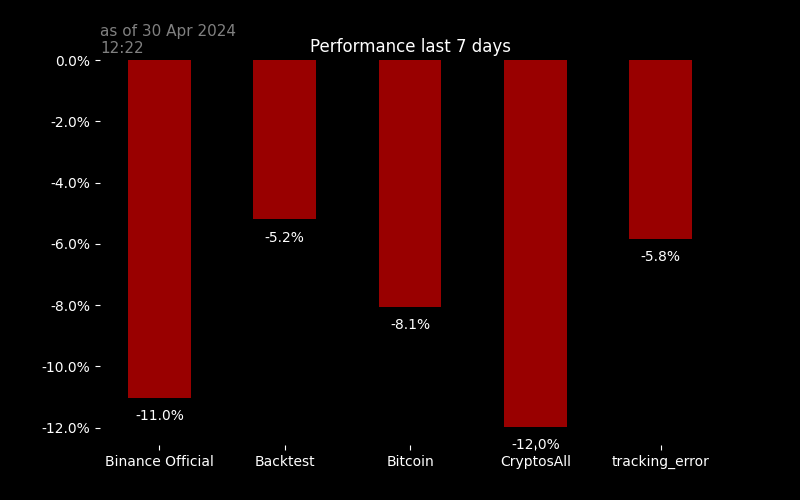 as of 30 Apr 2024
12:22
Performance last 7 days
0.0%
-2.0%
-4.0%
-6.0%
-8.0%
-10.0%
-12.0%
-11.0%
-5.2%
-8.1%
-12.0%
-5.8%
Binance Official
Backtest
Bitcoin
CryptosAll
tracking_error